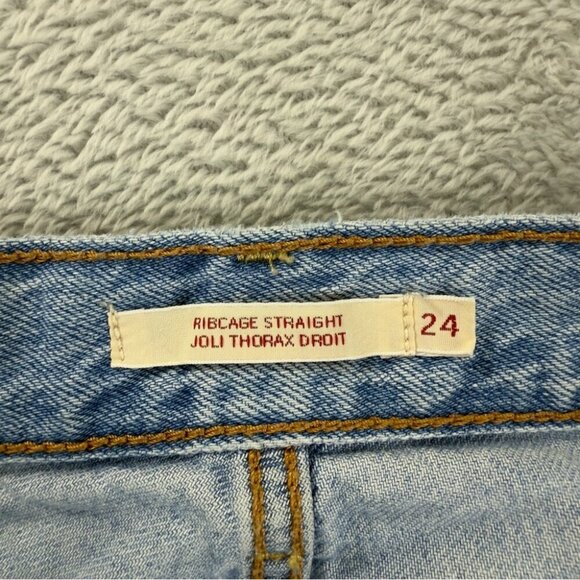 RIBCAGE STRAIGHT
JOLI THORAX DROIT
24